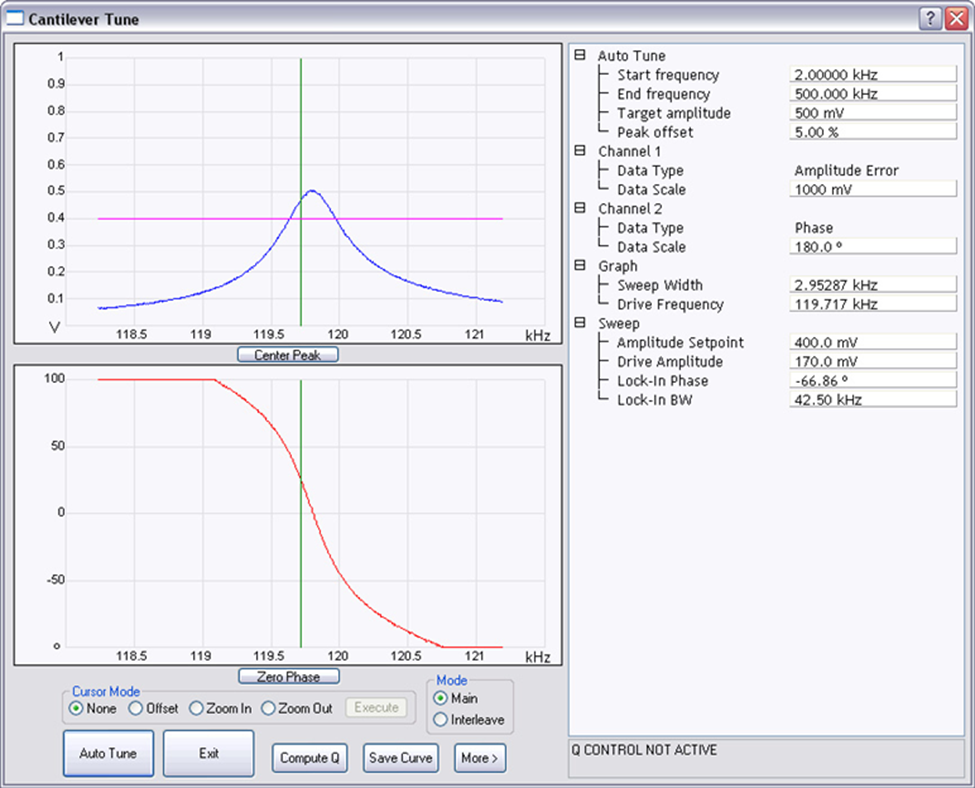 Cantilever Tune
?
1
0.9
0.8
0.7
0.6
0.5
0.4
0.3
0.2
0.1
V
118.5 119 119.5 120 120.5 121 kHz
Center Peak
100
50
0
-50
°
118.5 119 119.5 120 120.5 121 kHz
Zero Phase
Cursor Mode
None Offset Zoom In Zoom Out Execute
Mode
Main
Interleave
Auto Tune Exit Compute Q Save Curve More >
Auto Tune
Start frequency 2.00000 kHz
End frequency 500.000 kHz
Target amplitude 500 mV
Peak offset 5.00 %
Channel 1
Data Type Amplitude Error
Data Scale 1000 mV
Channel 2
Data Type Phase
Data Scale 180.0 º
Graph
Sweep Width 2.95287 kHz
Drive Frequency 119.717 kHz
Sweep
Amplitude Setpoint 400.0 mV
Drive Amplitude 170.0 mV
Lock-In Phase -66.86 º
Lock-In BW 42.50 kHz
Q CONTROL NOT ACTIVE